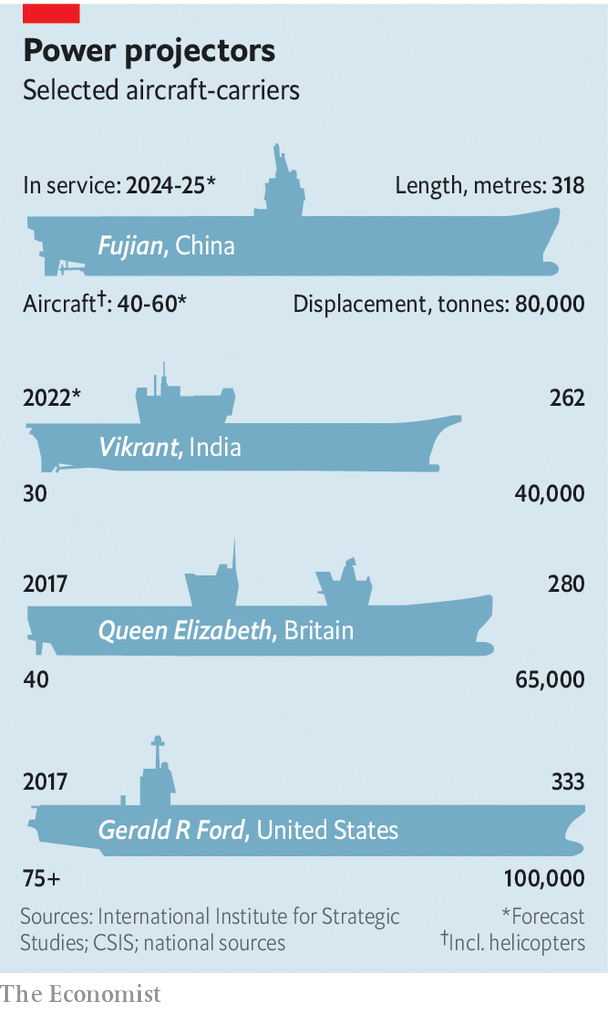 Power projectors
Selected aircraft-carriers
In service: 2024-25* Length, metres: 318
Fujian, China
Aircraft†: 40-60* Displacement, tonnes: 80,000
2022* 262
Vikrant, India
30 40,000
2017 280
Queen Elizabeth, Britain
40 65,000
2017 333
Gerald R Ford, United States
75+ 100,000
Sources: International Institute for Strategic *Forecast
Studies; CSIS; national sources †Incl. helicopters
The Economist